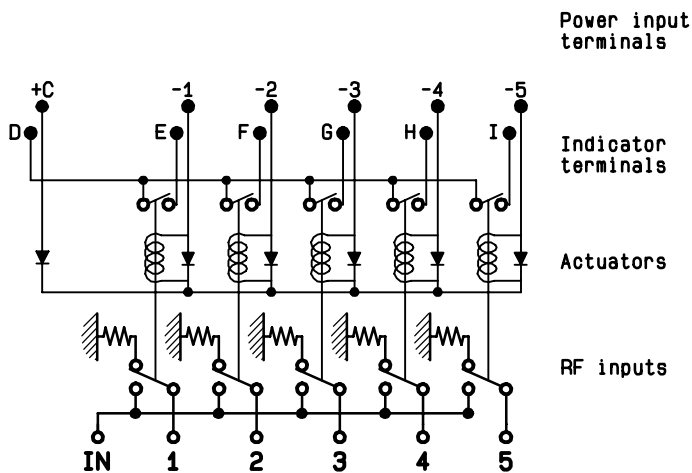 Power input
terminals
+C -1 -2 -3 -4 -5
D E F G H I
Indicator
terminals
Actuators
RF inputs
IN 1 2 3 4 5